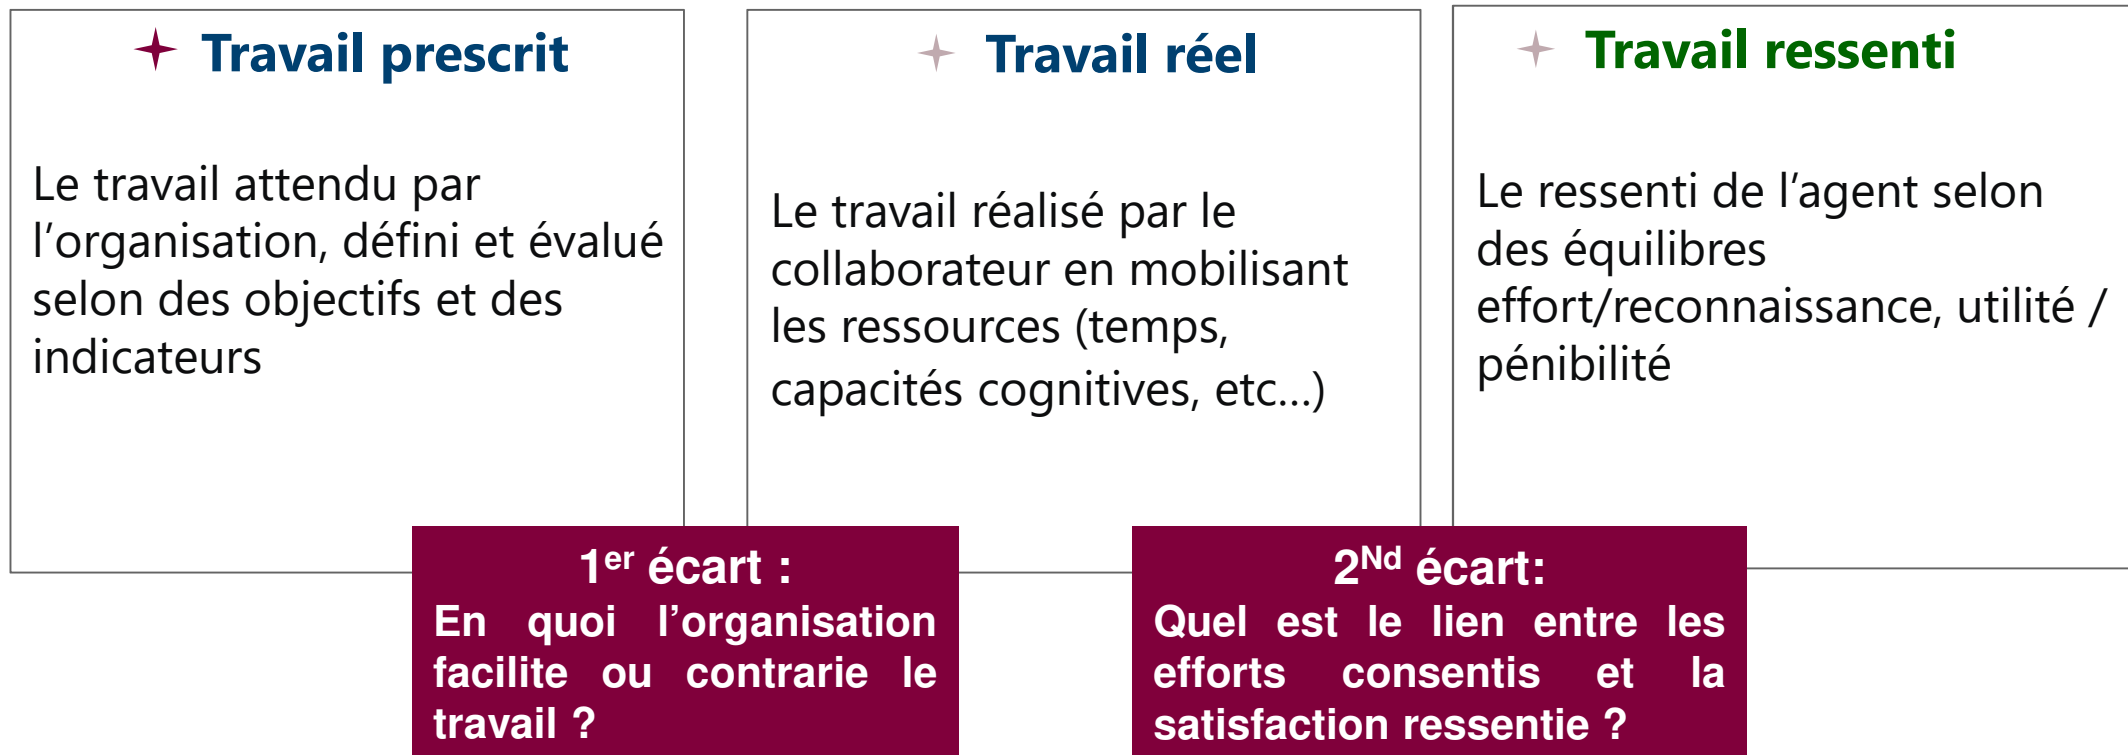 Travail prescrit
Le travail attendu par
l’organisation, défini et évalué
selon des objectifs et des
indicateurs
Travail réel
Le travail réalisé par le
collaborateur en mobilisant
les ressources (temps,
capacités cognitives, etc…)
Travail ressenti
Le ressenti de l’agent selon
des équilibres
effort/reconnaissance, utilité /
pénibilité
1er écart :
En quoi l’organisation
facilite ou contrarie le
travail ?
2Nd écart:
Quel est le lien entre les
efforts consentis et la
satisfaction ressentie ?